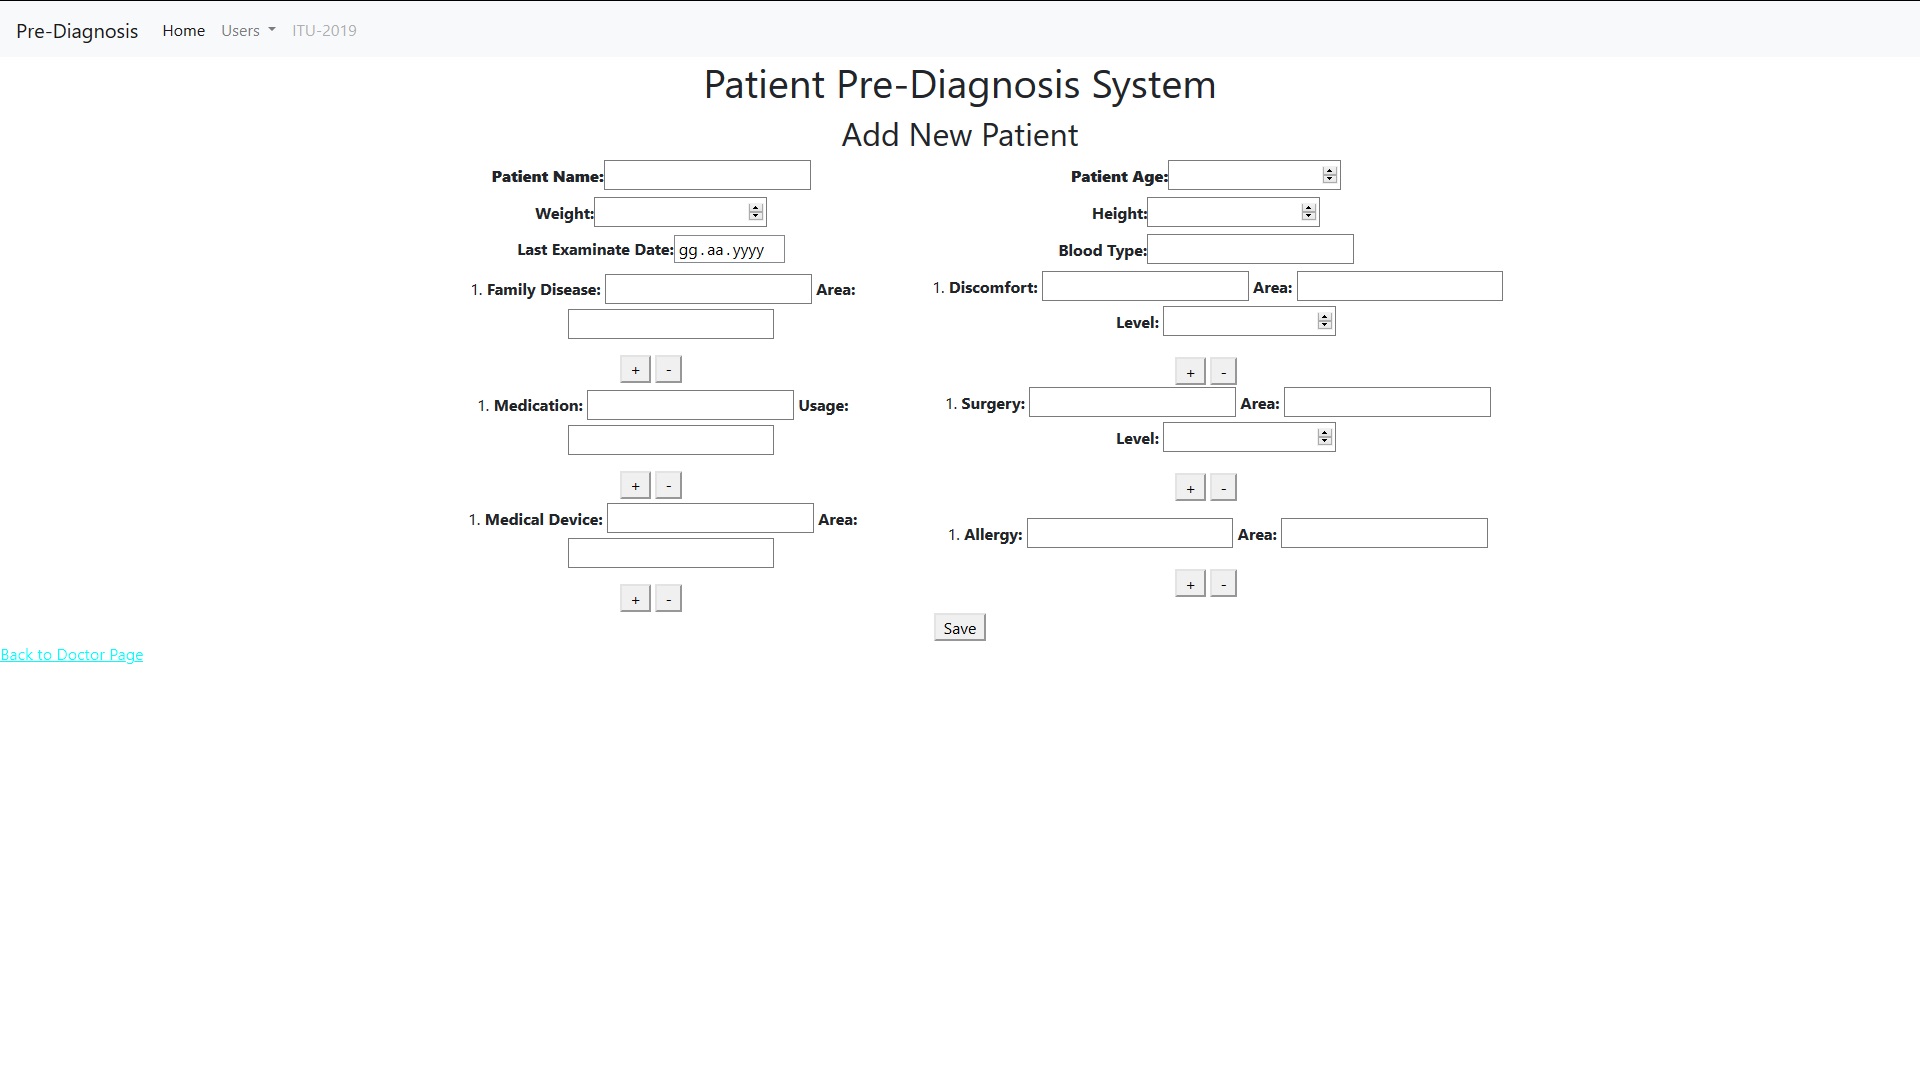 Pre-Diagnosis Home Users ITU-2019
Patient Pre-Diagnosis System
Add New Patient
Patient Name: Patient Age:
Weight: Height:
Last Examinate Date: gg.aa.yyyy Blood Type:
1. Family Disease: Area: 1. Discomfort: Area:
Level:
+ - + -
1. Medication: Usage: 1. Surgery: Area:
Level:
+ - + -
1. Medical Device: Area: 1. Allergy: Area:
+ - + -
Save
Back to Doctor Page